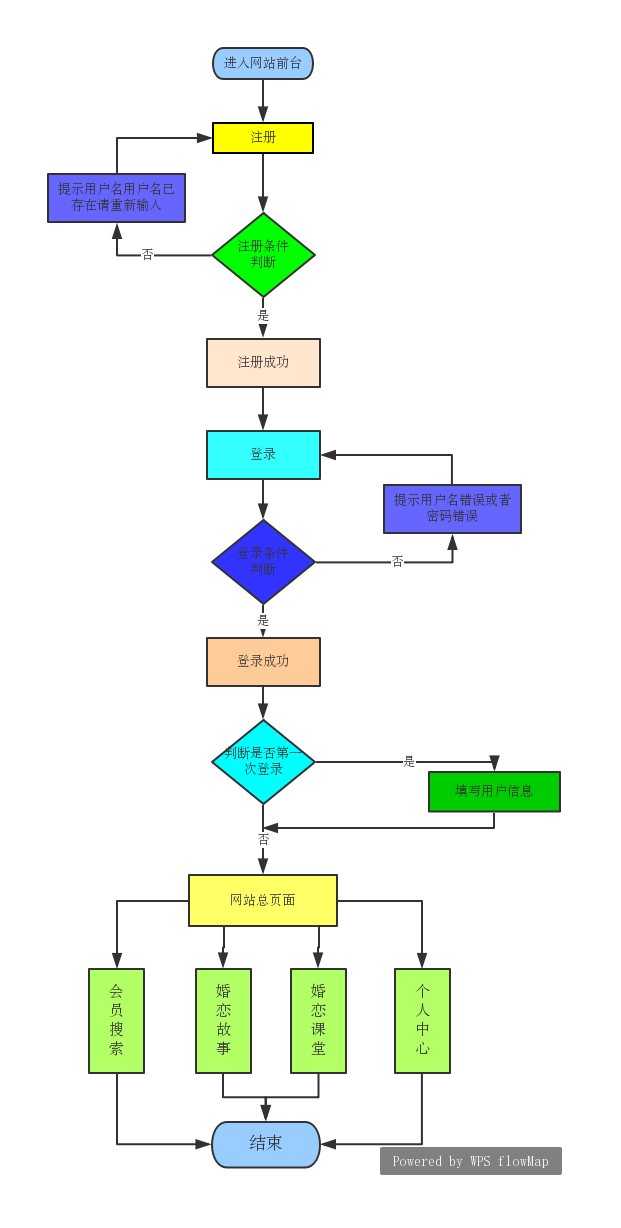 进入网站前台
注册
提示用户名用户名已
存在请重新输入
注册条件
判断
否
是
注册成功
登录
提示用户名错误或者
密码错误
登录条件
判断
否
是
登录成功
判断是否第一
次登录
是
填写用户信息
否
网站总页面
会员搜索
婚恋故事
婚恋课堂
个人中心
结束
Powered by WPS flowMap